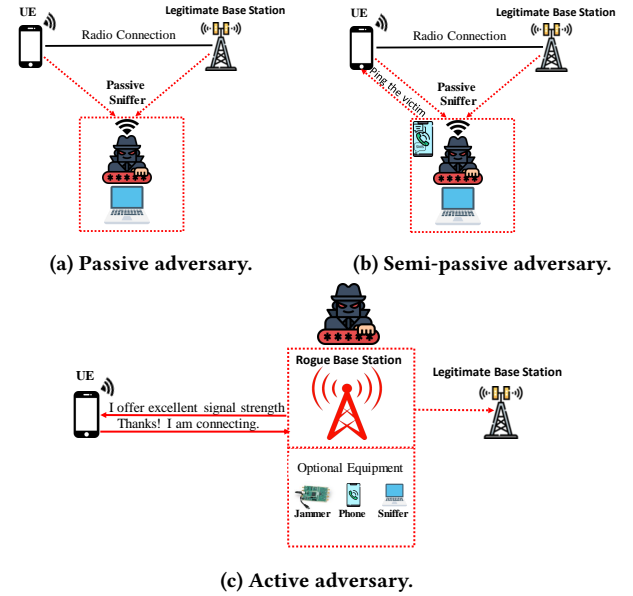 UE
Legitimate Base Station
Radio Connection
Passive
Sniffer
(a) Passive adversary.
UE
Legitimate Base Station
Radio Connection
Ping the victim
Passive
Sniffer
(b) Semi-passive adversary.
Rogue Base Station
UE
Legitimate Base Station
I offer excellent signal strength
Thanks! I am connecting.
Optional Equipment
Jammer Phone Sniffer
(c) Active adversary.